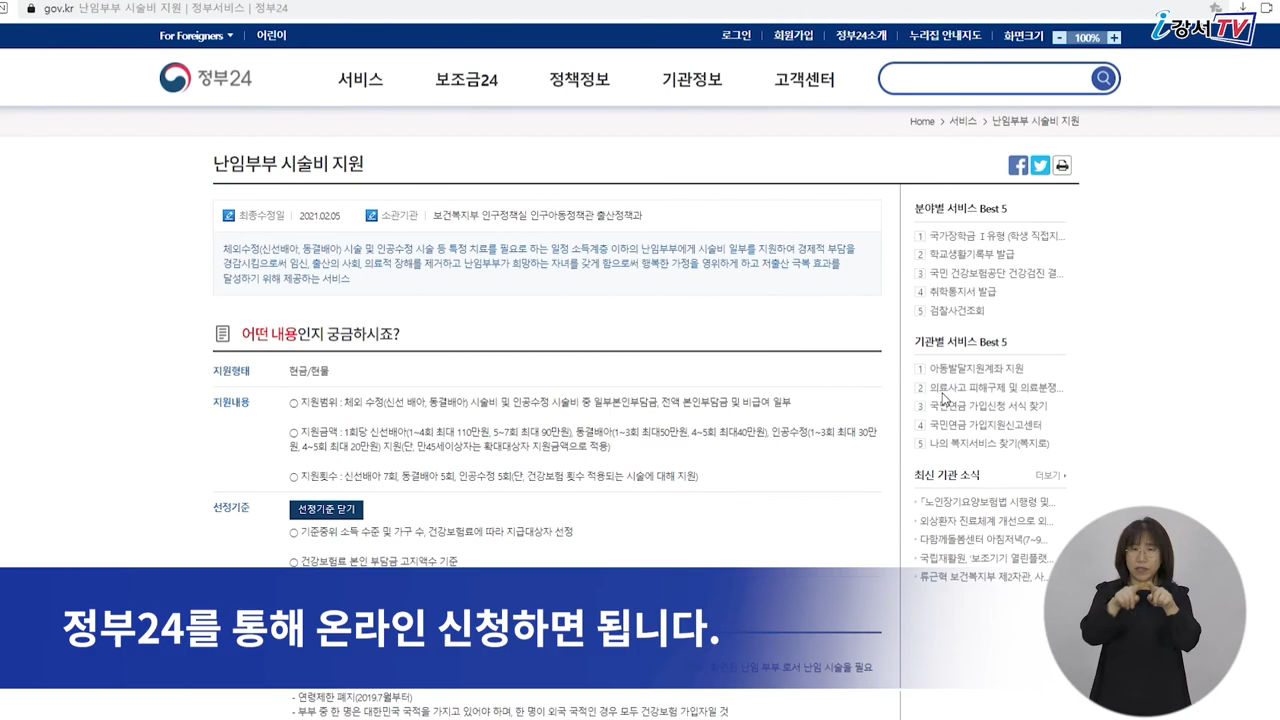 gov.kr 난임부부 시술비 지원 | 정부서비스 | 정부24
i강서TV
For Foreigners 어린이 로그인 회원가입 정부24소개 누리집 안내지도 화면크기 - 100% +
정부24 서비스 보조금24 정책정보 기관정보 고객센터
Home > 서비스 > 난임부부 시술비 지원
난임부부 시술비 지원
최종수정일 2021.02.05 소관기관 보건복지부 인구정책실 인구아동정책관 출산정책과
체외수정(신선배아, 동결배아) 시술 및 인공수정 시술 등 특정 치료를 필요로 하는 일정 소득계층 이하의 난임부부에게 시술비 일부를 지원하여 경제적 부담을
경감시킴으로써 임신, 출산의 사회, 의료적 장해를 제거하고 난임부부가 희망하는 자녀를 갖게 함으로써 행복한 가정을 영위하게 하고 저출산 극복 효과를
달성하기 위해 제공하는 서비스
어떤 내용인지 궁금하시죠?
지원형태 현금/현물
지원내용 ○ 지원범위 : 체외 수정(신선 배아, 동결배아) 시술비 및 인공수정 시술비 중 일부본인부담금, 전액 본인부담금 및 비급여 일부
○ 지원금액 : 1회당 신선배아(1~4회 최대 110만원, 5~7회 최대 90만원), 동결배아(1~3회 최대50만원, 4~5회 최대40만원), 인공수정(1~3회 최대 30만
원, 4~5회 최대 20만원) 지원(단, 만45세이상자는 확대대상자 지원금액으로 적용)
○ 지원횟수 : 신선배아 7회, 동결배아 5회, 인공수정 5회(단, 건강보험 횟수 적용되는 시술에 대해 지원)
선정기준 선정기준 닫기
○ 기준중위 소득 수준 및 가구 수, 건강보험료에 따라 지급대상자 선정
○ 건강보험료 본인 부담금 고지액수 기준
분야별 서비스 Best 5
1 국가장학금 Ⅰ유형 (학생 직접지...
2 학교생활기록부 발급
3 국민 건강보험공단 건강검진 결...
4 취학통지서 발급
5 검찰사건조회
기관별 서비스 Best 5
1 아동발달지원계좌 지원
2 의료사고 피해구제 및 의료분쟁...
3 국민연금 가입신청 서식 찾기
4 국민연금 가입지원신고센터
5 나의 복지서비스 찾기(복지로)
최신 기관 소식 더보기
「노인장기요양보험법 시행령 및...
외상환자 진료체계 개선으로 외...
다함께돌봄센터 아침저녁(7~9...
국립재활원, '보조기기 열린플랫...
류근혁 보건복지부 제2차관, 사...
정부24를 통해 온라인 신청하면 됩니다.
난임 부부 로서 난임 시술을 필요
- 연령제한 폐지(2019.7월부터)
- 부부 중 한 명은 대한민국 국적을 가지고 있어야 하며, 한 명이 외국 국적인 경우 모두 건강보험 가입자일 것